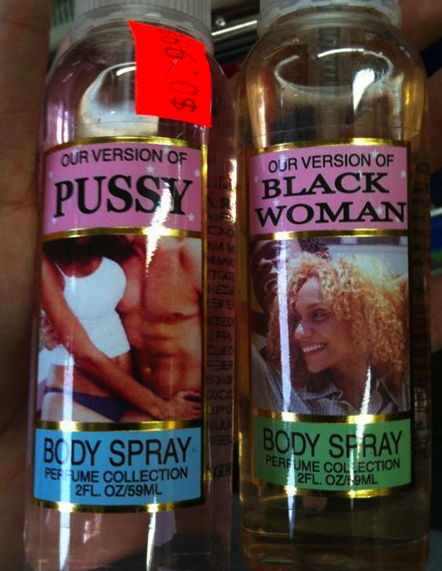 $0.99
OUR VERSION OF
PUSSY
BODY SPRAY
PERFUME COLLECTION
2FL. OZ/59ML
OUR VERSION OF
BLACK
WOMAN
BODY SPRAY
PERFUME COLLECTION
2FL. OZ/59ML